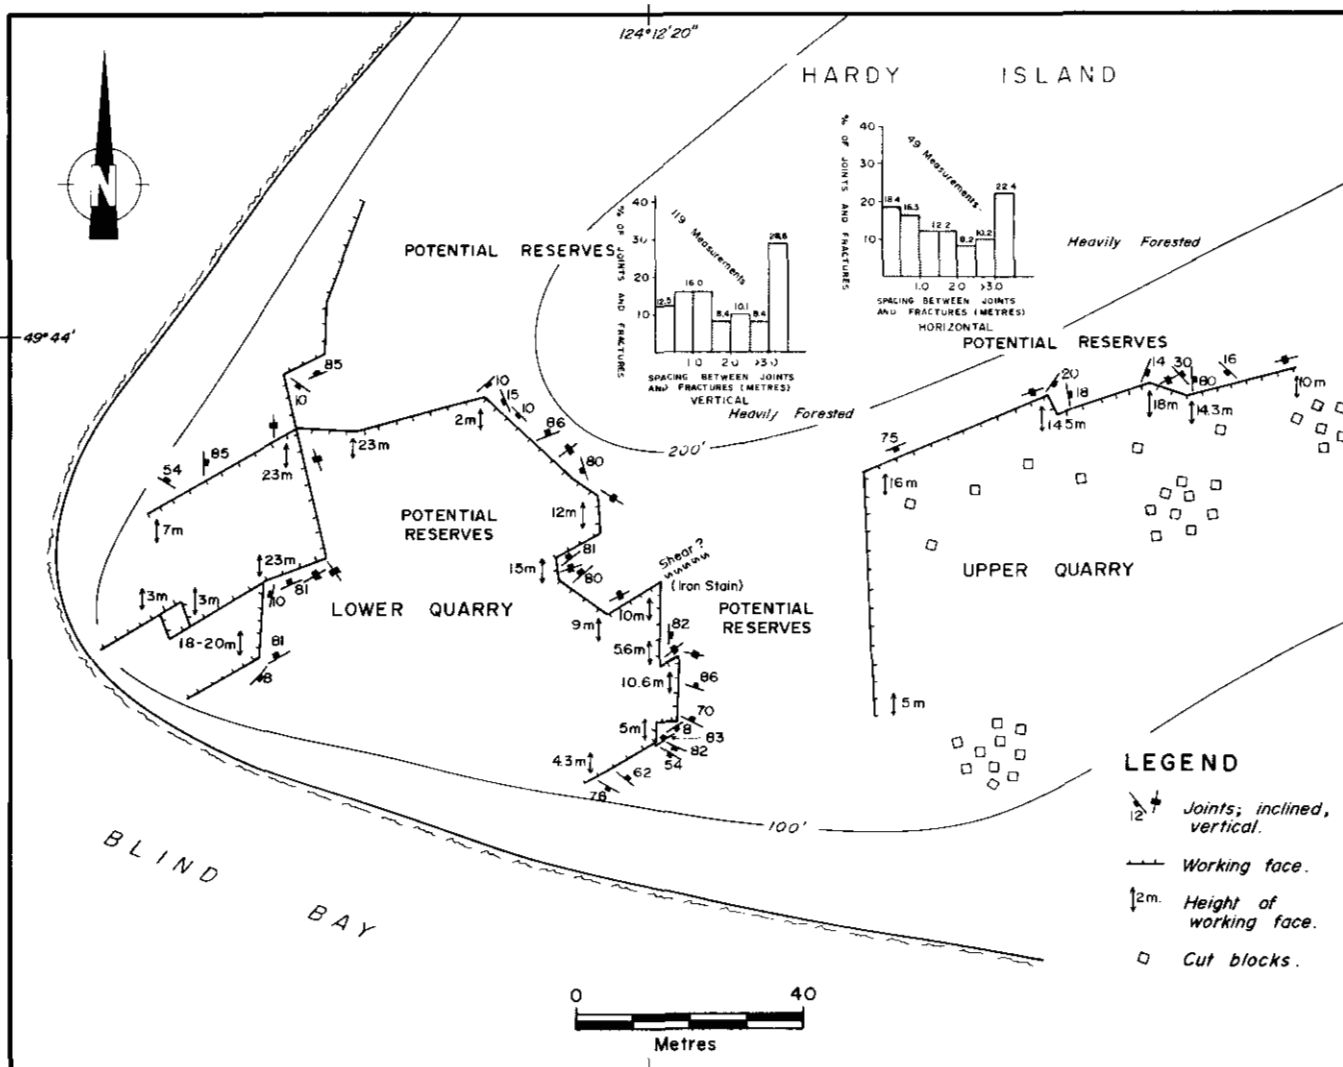 124°12'20"
HARDY ISLAND
N
49°44'
POTENTIAL RESERVES
% OF JOINTS AND FRACTURES
40
30
20
10
119 Measurements
12.5
16.0
8.4
10.1
8.4
28.6
1.0
2.0
>3.0
SPACING BETWEEN JOINTS
AND FRACTURES (METRES)
VERTICAL
% OF JOINTS AND FRACTURES
40
30
20
10
49 Measurements
18.4
16.3
12.2
8.2
10.2
22.4
1.0
2.0
>3.0
SPACING BETWEEN JOINTS
AND FRACTURES (METRES)
HORIZONTAL
Heavily Forested
POTENTIAL RESERVES
Heavily Forested
200'
85
10
10
15
10
86
80
2m
23m
23m
54
85
7m
POTENTIAL
RESERVES
12m
15m
81
80
9m
Shear ?
(Iron Stain)
10m
POTENTIAL
RESERVES
23m
3m
3m
10
81
LOWER QUARRY
18-20m
81
8
82
5.6m
10.6m
86
70
5m
8
83
82
54
4.3m
62
78
20
18
14
30
80
16
10m
14.5m
18m
14.3m
75
16m
UPPER QUARRY
5m
100'
BLIND
BAY
LEGEND
12
Joints; inclined,
vertical.
Working face.
2m.
Height of
working face.
Cut blocks.
0
40
Metres